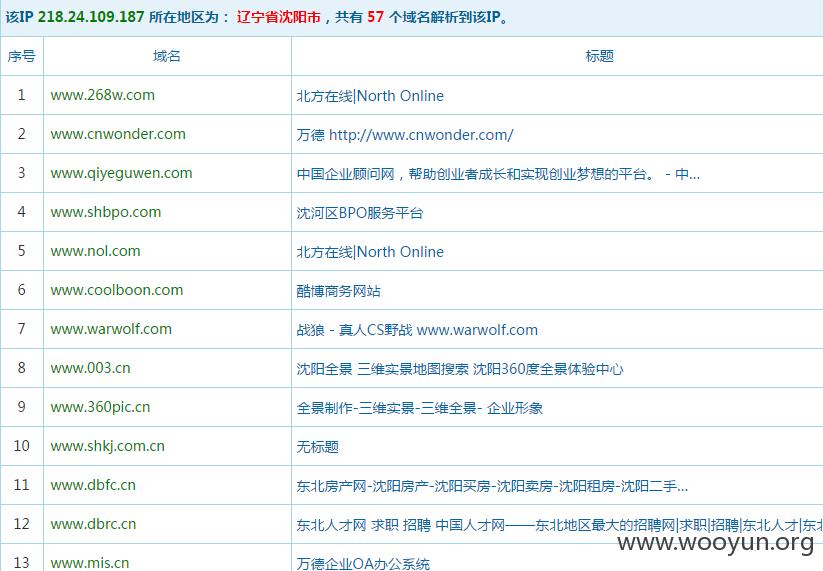 该IP 218.24.109.187 所在地区为： 辽宁省沈阳市，共有 57 个域名解析到该IP。
序号 域名 标题
1 www.268w.com 北方在线|North Online
2 www.cnwonder.com 万德 http://www.cnwonder.com/
3 www.qiyeguwen.com 中国企业顾问网，帮助创业者成长和实现创业梦想的平台。 - 中...
4 www.shbpo.com 沈河区BPO服务平台
5 www.nol.com 北方在线|North Online
6 www.coolboon.com 酷博商务网站
7 www.warwolf.com 战狼 - 真人CS野战 www.warwolf.com
8 www.003.cn 沈阳全景 三维实景地图搜索 沈阳360度全景体验中心
9 www.360pic.cn 全景制作-三维实景-三维全景- 企业形象
10 www.shkj.com.cn 无标题
11 www.dbfc.cn 东北房产网-沈阳房产-沈阳买房-沈阳卖房-沈阳租房-沈阳二手...
12 www.dbrc.cn 东北人才网 求职 招聘 中国人才网——东北地区最大的招聘网|求职|招聘|东北人才|东北
www.wooyun.org
13 www.mis.cn 万德企业OA办公系统